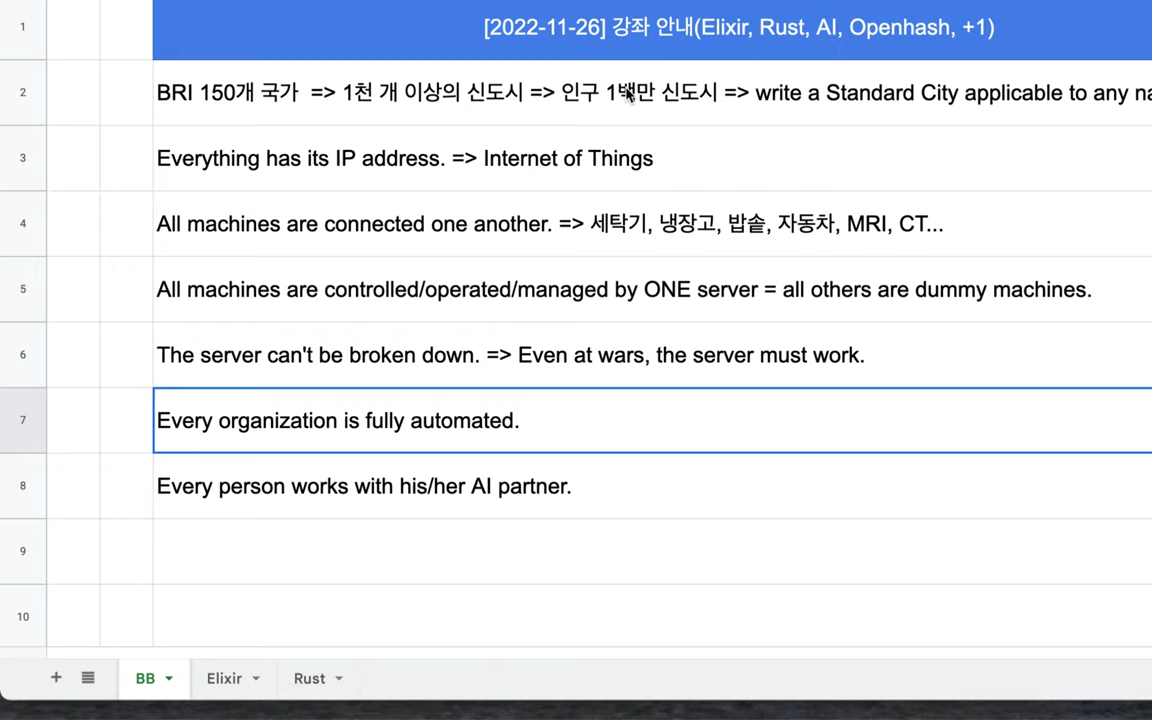 1
[2022-11-26] 강좌 안내(Elixir, Rust, AI, Openhash, +1)
2
BRI 150개 국가 => 1천 개 이상의 신도시 => 인구 1백만 신도시 => write a Standard City applicable to any
3
Everything has its IP address. => Internet of Things
4
All machines are connected one another. => 세탁기, 냉장고, 밥솥, 자동차, MRI, CT...
5
All machines are controlled/operated/managed by ONE server = all others are dummy machines.
6
The server can't be broken down. => Even at wars, the server must work.
7
Every organization is fully automated.
8
Every person works with his/her AI partner.
9
10
+ BB Elixir Rust